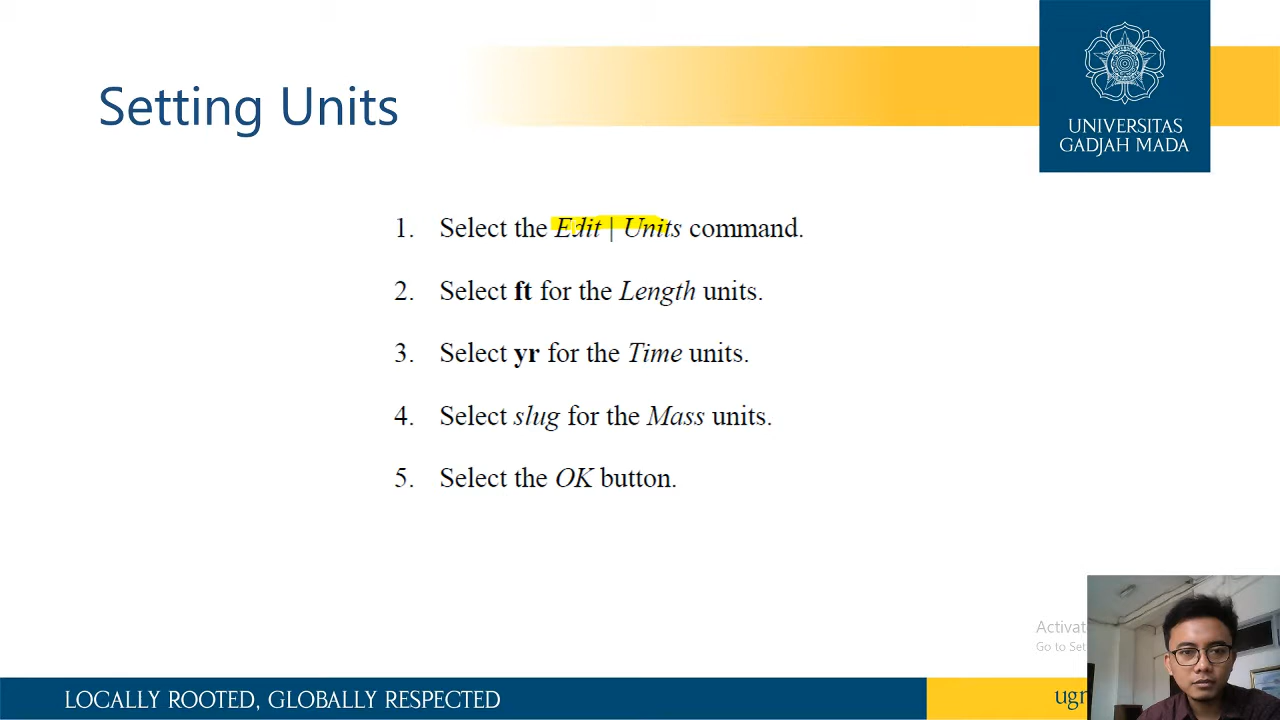 Setting Units
UNIVERSITAS
GADJAH MADA
1. Select the Edit | Units command.
2. Select ft for the Length units.
3. Select yr for the Time units.
4. Select slug for the Mass units.
5. Select the OK button.
Activat
Go to Set
LOCALLY ROOTED, GLOBALLY RESPECTED